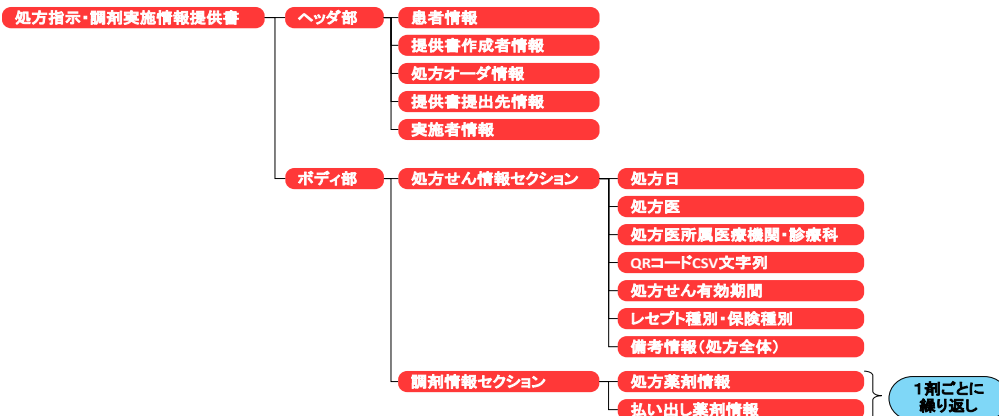 処方指示・調剤実施情報提供書
ヘッダ部
患者情報
提供書作成者情報
処方オーダ情報
提供書提出先情報
実施者情報
ボディ部
処方せん情報セクション
処方日
処方医
処方医所属医療機関・診療科
QRコードCSV文字列
処方せん有効期間
レセプト種別・保険種別
備考情報(処方全体)
調剤情報セクション
処方薬剤情報
払い出し薬剤情報
1剤ごとに
繰り返し